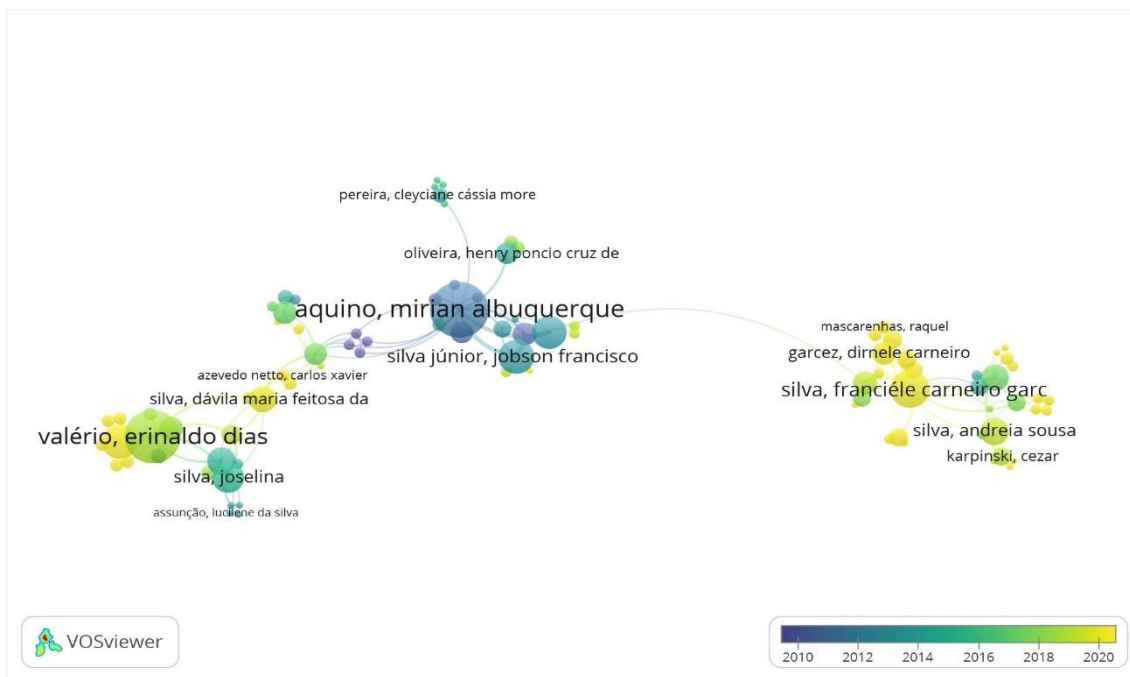 pereira, cleyciane cássia more
oliveira, henry poncio cruz de
aquino, mirian albuquerque
mascarenhas, raquel
silva júnior, jobson francisco
garcez, dirnele carneiro
azevedo netto, carlos xavier
silva, franciéle carneiro garc
silva, dávila maria feitosa da
valério, erinaldo dias
silva, andreia sousa
karpinski, cezar
silva, joselina
assunção, lucilene da silva
VOSviewer
2010 2012 2014 2016 2018 2020